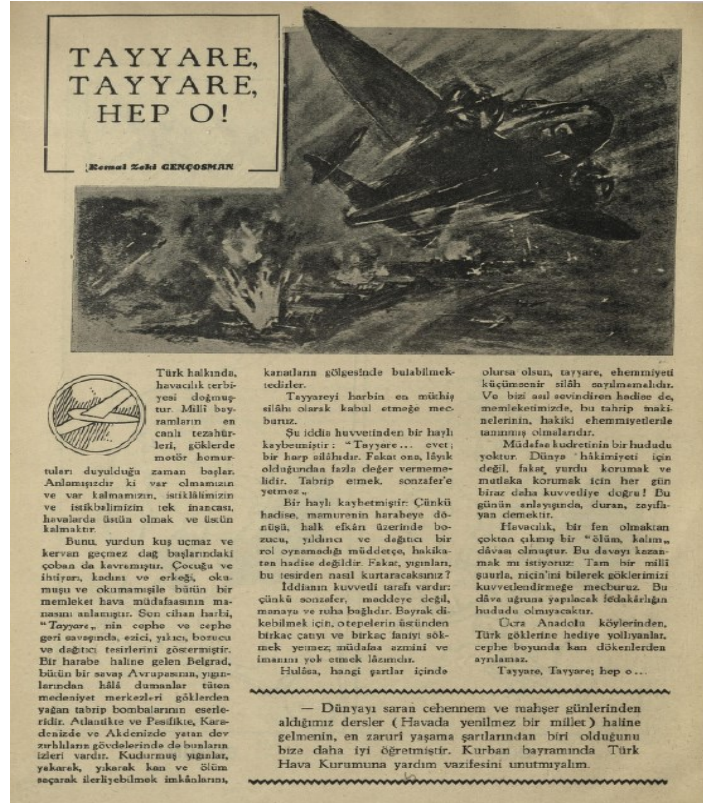 TAYYARE,
TAYYARE,
HEP O!
Kemal Zeki GENÇOSMAN
Türk halkında,
havacılık terbi-
yesi doğmuş-
tur. Millî bay-
ramların en
canlı tezahür-
leri, göklerde
motör homur-
tuları duyulduğu zaman başlar.
Anlamışızdır ki var olmamızın
ve var kalmamızın, istiklâlimizin
ve istikbalimizin tek inancası,
havalarda üstün olmak ve üstün
kalmaktır.
Bunu, yurdun kuş uçmaz ve
kervan geçmez dağ başlarındaki
çoban da kavramıştır. Çocuğu ve
ihtiyarı, kadını ve erkeği, oku-
muşu ve okumamışile bütün bir
memleket hava müdafaasının ma-
nasını anlamıştır. Son cihan harbi,
"Tayyare„ nin cephe ve cephe
geri savaşında, ezici, yıkıcı, bozucu
ve dağıtıcı tesirlerini göstermiştir.
Bir harabe haline gelen Belgrad,
bütün bir savaş Avrupasının, yığın-
larından hâlâ dumanlar tüten
medeniyet merkezleri göklerden
yağan tahrip bombalarının eserle-
ridir. Atlantikte ve Pasifikte, Kara-
denizde ve Akdenizde yatan dev
zırhlıların gövdelerinde de bunların
izleri vardır. Kudurmuş yığınlar,
yakarak, yıkarak kan ve ölüm
saçarak ilerliyebilmek imkânlarını,
kanatların gölgesinde bulabilmek-
tedirler.
Tayyareyi harbin en müthiş
silâhı olarak kabul etmeğe mec-
buruz.
Şu iddia kuvvetinden bir haylı
kaybetmiştir: "Tayyare... evet;
bir harp silâhıdır. Fakat ona, lâyık
olduğundan fazla değer vermeme-
lidir. Tahrip etmek, sonzafer'e
yetmez„
Bir haylı kaybetmiştir: Çünkü
hadise, mamurenin harabeye dö-
nüşü, halk efkârı üzerinde bo-
zucu, yıldırıcı ve dağıtıcı bir
rol oynamadığı müddetçe, hakika-
ten hadise değildir. Fakat, yığınları,
bu tesirden nasıl kurtaracaksınız?
İddianın kuvvetli tarafı vardır:
çünkü sonzafer, maddeye değil,
manaya ve ruha bağlıdır. Bayrak di-
kebilmek için, otepelerin üstünden
birkaç çatıyı ve birkaç faniyi sök-
mek yetmez; müdafaa azmini ve
imanını yok etmek lâzımdır.
Hulâsa, hangi şartlar içinde
olursa olsun, tayyare, ehemmiyeti
küçümsenir silâh sayılmamalıdır.
Ve bizi asıl sevindiren hadise de,
memleketimizde, bu tahrip maki-
nelerinin, hakiki ehemmiyetlerile
tanınmış olmalarıdır.
Müdafaa kudretinin bir hududu
yoktur. Dünya hâkimiyeti için
değil, fakat yurdu korumak ve
mutlaka korumak için her gün
biraz daha kuvvetliye doğru! Bu
günün anlayışında, duran, zayıflı-
yan demektir.
Havacılık, bir fen olmaktan
çoktan çıkmış bir "ölüm, kalım„
dâvası olmuştur. Bu davayı kazan-
mak mı istiyoruz: Tam bir millî
şuurla, niçin'ini bilerek göklerimizi
kuvvetlendirmeğe mecburuz. Bu
dâva uğruna yapılacak fedakârlığın
hududu olmıyacaktır.
Ücra Anadolu köylerinden,
Türk göklerine hediye yollıyanlar,
cephe boyunda kan dökenlerden
ayrılamaz.
Tayyare, Tayyare; hep o...
— Dünyayı saran cehennem ve mahşer günlerinden
aldığımız dersler (Havada yenilmez bir millet) haline
gelmenin, en zaruri yaşama şartlarından biri olduğunu
bize daha iyi öğretmiştir. Kurban bayramında Türk
Hava Kurumuna yardım vazifesini unutmıyalım.